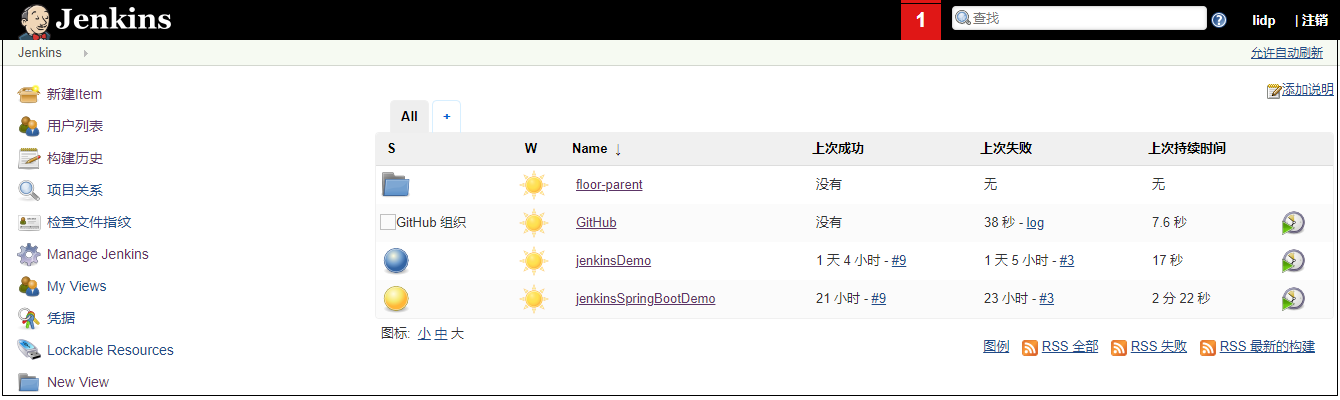 Jenkins 1 查找 ? lidp | 注销
Jenkins 允许自动刷新
添加说明
新建Item
用户列表
构建历史
项目关系
检查文件指纹
Manage Jenkins
My Views
凭据
Lockable Resources
New View
All +
S W Name ↓ 上次成功 上次失败 上次持续时间
floor-parent 没有 无 无
GitHub 组织 GitHub 没有 38 秒 - log 7.6 秒
jenkinsDemo 1 天 4 小时 - #9 1 天 5 小时 - #3 17 秒
jenkinsSpringBootDemo 21 小时 - #9 23 小时 - #3 2 分 22 秒
图标: 小 中 大
图例 RSS 全部 RSS 失败 RSS 最新的构建